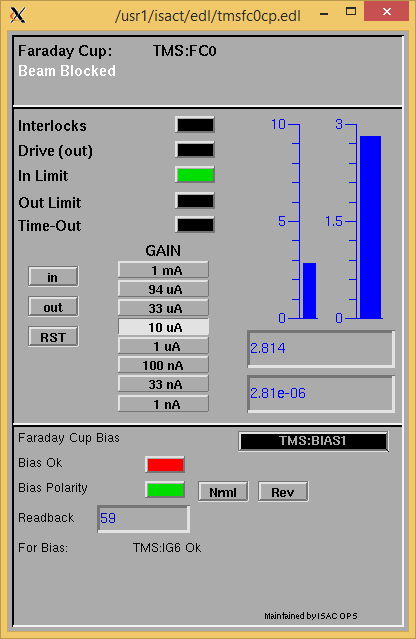 /usr1/isact/edl/tmsfc0cp.edl
Faraday Cup: TMS:FC0
Beam Blocked
Interlocks
Drive (out)
In Limit
Out Limit
Time-Out
10 3
5 1.5
0 0
GAIN
1 mA
94 uA
33 uA
10 uA
1 uA
100 nA
33 nA
1 nA
in
out
RST
2.814
2.81e-06
Faraday Cup Bias TMS:BIAS1
Bias Ok
Bias Polarity Nrml Rev
Readback 59
For Bias: TMS:IG6 Ok
Maintained by ISAC OPS